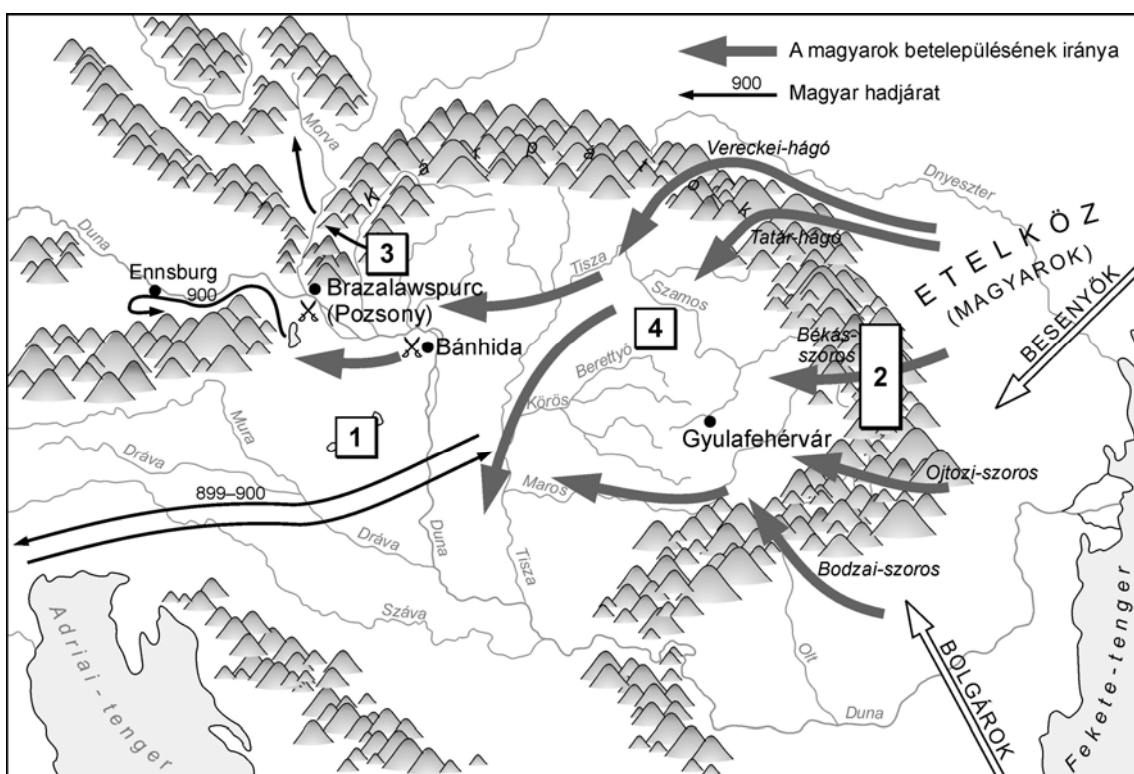 A magyarok betelepülésének iránya
900
Magyar hadjárat
Morva
Kárpátok
Vereckei-hágó
Dnyeszter
Tatár-hágó
ETELKÖZ
(MAGYAROK)
BESENYŐK
Duna
Ennsburg
900
3
Brazalawspurc
(Pozsony)
Tisza
Szamos
4
Békás-
szoros
2
Bánhida
Berettyó
Körös
Gyulafehérvár
1
Mura
Dráva
899–900
Maros
Ojtozi-szoros
Dráva
Duna
Tisza
Bodzai-szoros
Száva
Olt
Duna
BOLGÁROK
Adriai-tenger
Fekete-tenger